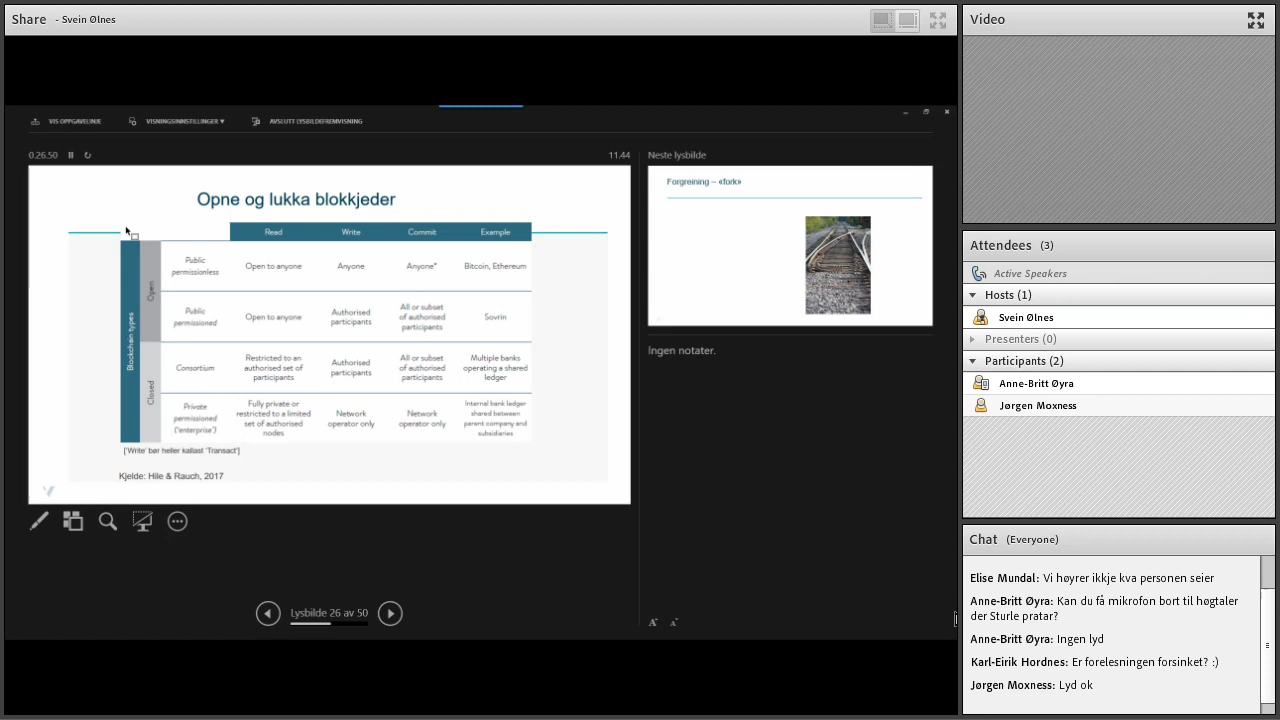 Share - Svein Ølnes
VIS OPPGAVELINJE VISNINGSINNSTILLINGER ▼ AVSLUTT LYSBILDEFREMVISNING
0.26.50 11.44
Opne og lukka blokkjeder
Read Write Commit Example
Blockchain types
Open
Public
permissionless
Open to anyone
Anyone
Anyone*
Bitcoin, Ethereum
Public
permissioned
Open to anyone
Authorised
participants
All or subset
of authorised
participants
Sovrin
Closed
Consortium
Restricted to an
authorised set of
participants
Authorised
participants
All or subset
of authorised
participants
Multiple banks
operating a shared
ledger
Private
permissioned
('enterprise')
Fully private or
restricted to a limited
set of authorised
nodes
Network
operator only
Network
operator only
Internal bank ledger
shared between
parent company and
subsidiaries
['Write' bør heller kallast 'Transact']
Kjelde: Hile & Rauch, 2017
Lysbilde 26 av 50
Neste lysbilde
Forgreining – «fork»
Ingen notater.
A A
Video
Attendees (3)
Active Speakers
Hosts (1)
Svein Ølnes
Presenters (0)
Participants (2)
Anne-Britt Øyra
Jørgen Moxness
Chat (Everyone)
Elise Mundal: Vi høyrer ikkje kva personen seier
Anne-Britt Øyra: Kan du få mikrofon bort til høgtaler
der Sturle pratar?
Anne-Britt Øyra: Ingen lyd
Karl-Eirik Hordnes: Er forelesningen forsinket? :)
Jørgen Moxness: Lyd ok